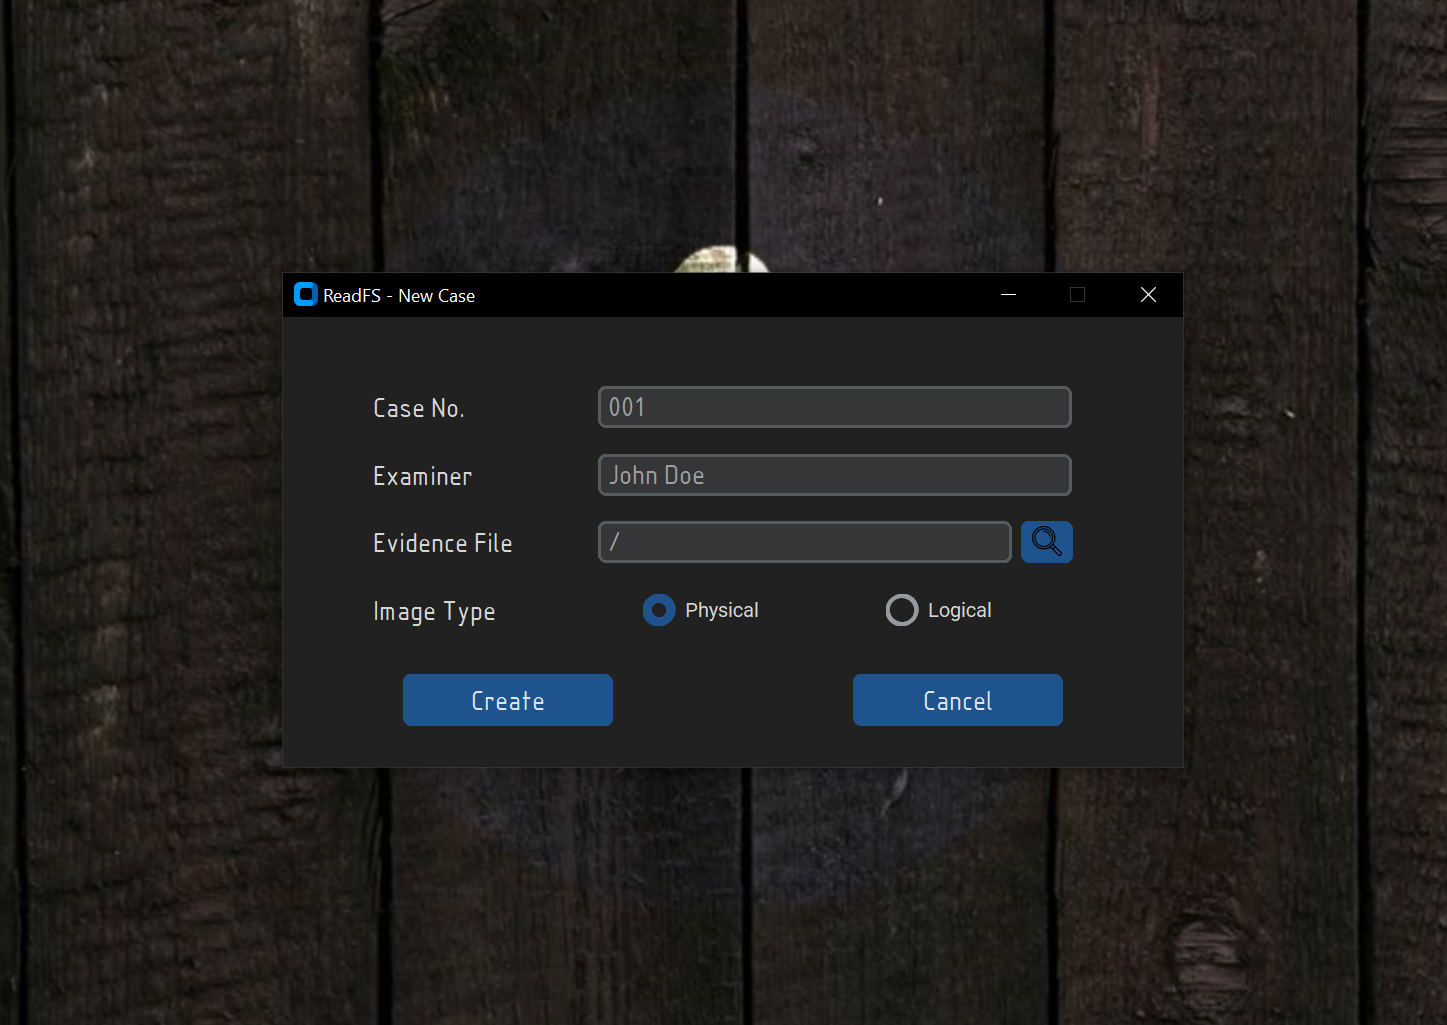 ReadFS - New Case
Case No. 001
Examiner John Doe
Evidence File /
Image Type Physical Logical
Create Cancel